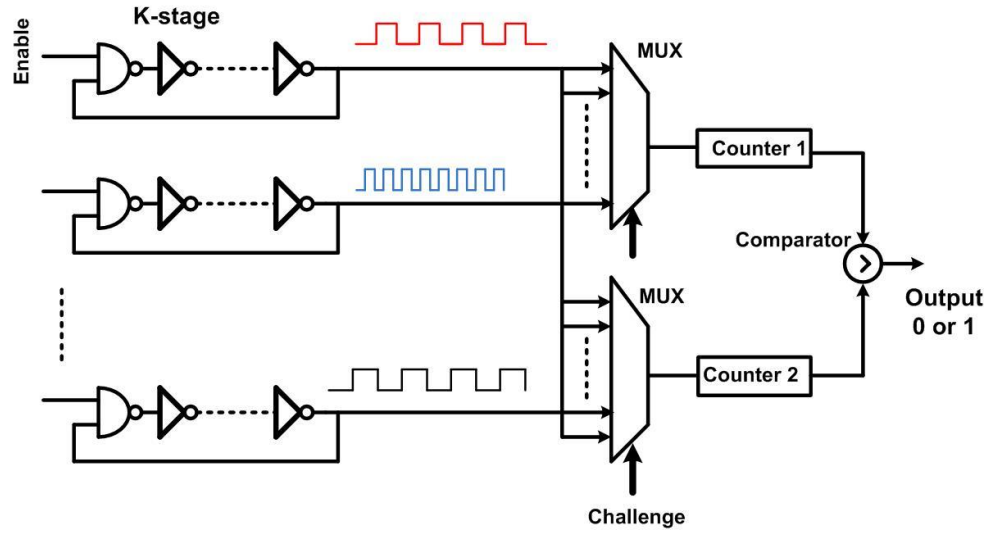 K-stage
Enable
MUX
Counter 1
Comparator
>
Output
0 or 1
MUX
Counter 2
Challenge